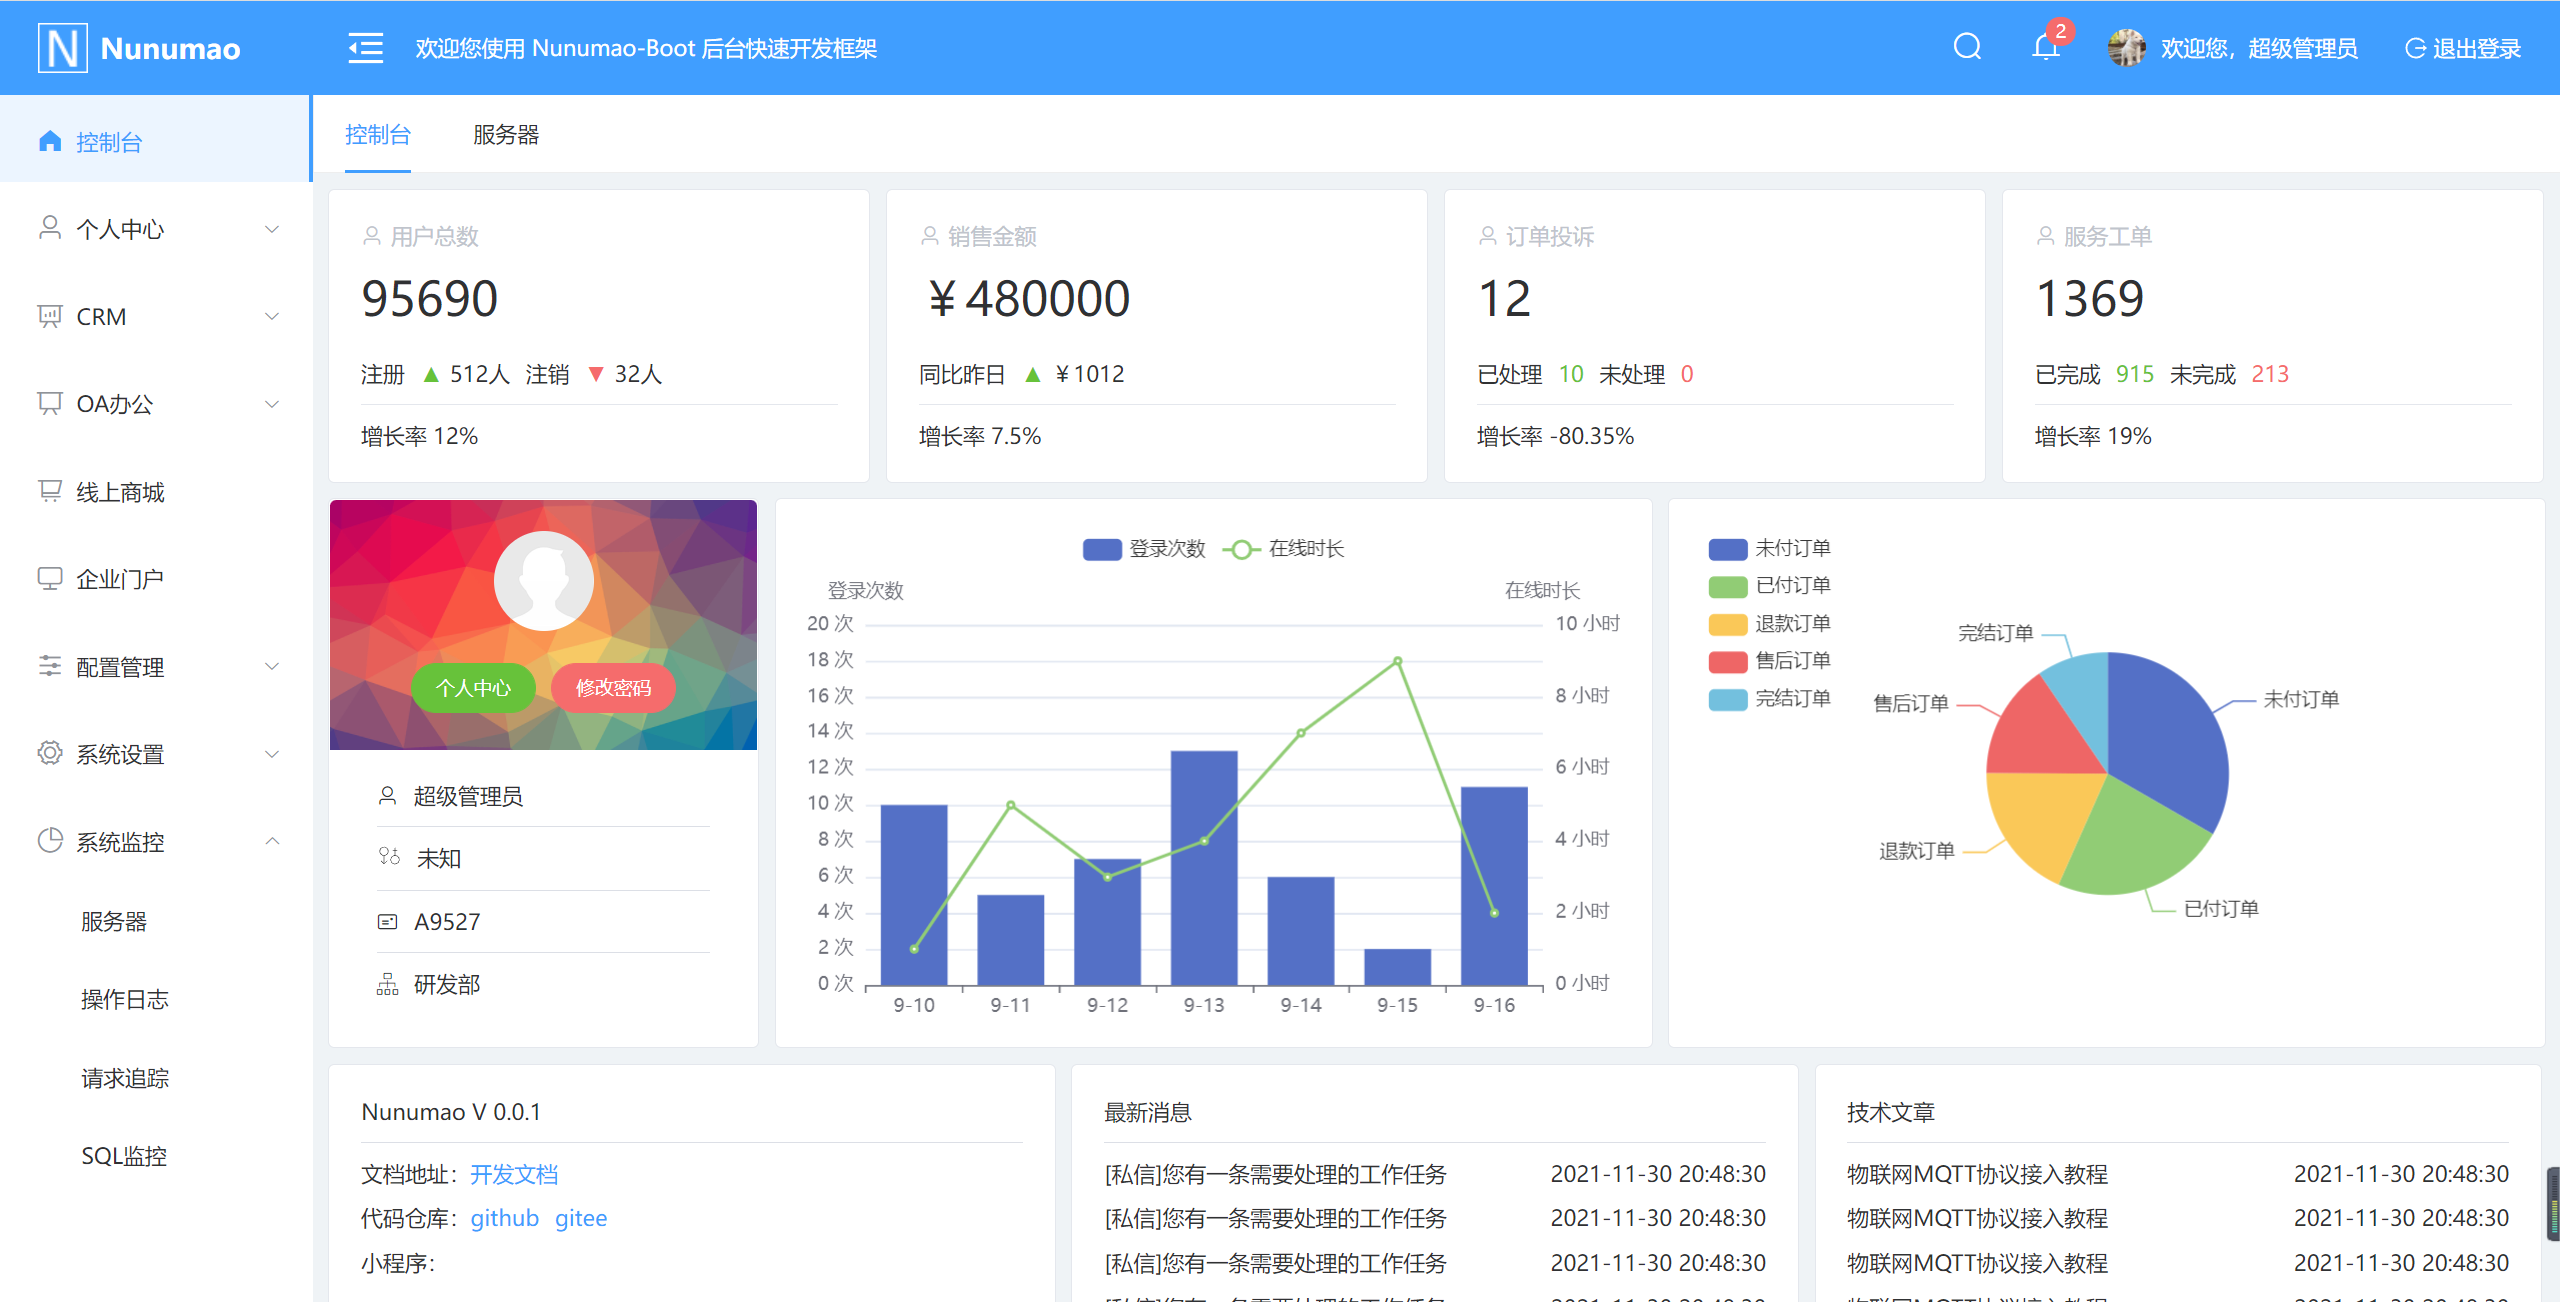 N Nunumao
欢迎您使用 Nunumao-Boot 后台快速开发框架
2
欢迎您，超级管理员
退出登录
控制台
个人中心
CRM
OA办公
线上商城
企业门户
配置管理
系统设置
系统监控
服务器
操作日志
请求追踪
SQL监控
控制台 服务器
用户总数
95690
注册 ▲ 512人 注销 ▼ 32人
增长率 12%
销售金额
￥480000
同比昨日 ▲ ￥1012
增长率 7.5%
订单投诉
12
已处理 10 未处理 0
增长率 -80.35%
服务工单
1369
已完成 915 未完成 213
增长率 19%
个人中心 修改密码
超级管理员
未知
A9527
研发部
登录次数 在线时长
登录次数 在线时长
20 次 10 小时
18 次
16 次 8 小时
14 次
12 次 6 小时
10 次
8 次 4 小时
6 次
4 次 2 小时
2 次
0 次 0 小时
9-10 9-11 9-12 9-13 9-14 9-15 9-16
未付订单
已付订单
退款订单
售后订单
完结订单
完结订单
售后订单
未付订单
退款订单
已付订单
Nunumao V 0.0.1
文档地址：开发文档
代码仓库：github gitee
小程序：
最新消息
[私信]您有一条需要处理的工作任务 2021-11-30 20:48:30
[私信]您有一条需要处理的工作任务 2021-11-30 20:48:30
[私信]您有一条需要处理的工作任务 2021-11-30 20:48:30
技术文章
物联网MQTT协议接入教程 2021-11-30 20:48:30
物联网MQTT协议接入教程 2021-11-30 20:48:30
物联网MQTT协议接入教程 2021-11-30 20:48:30